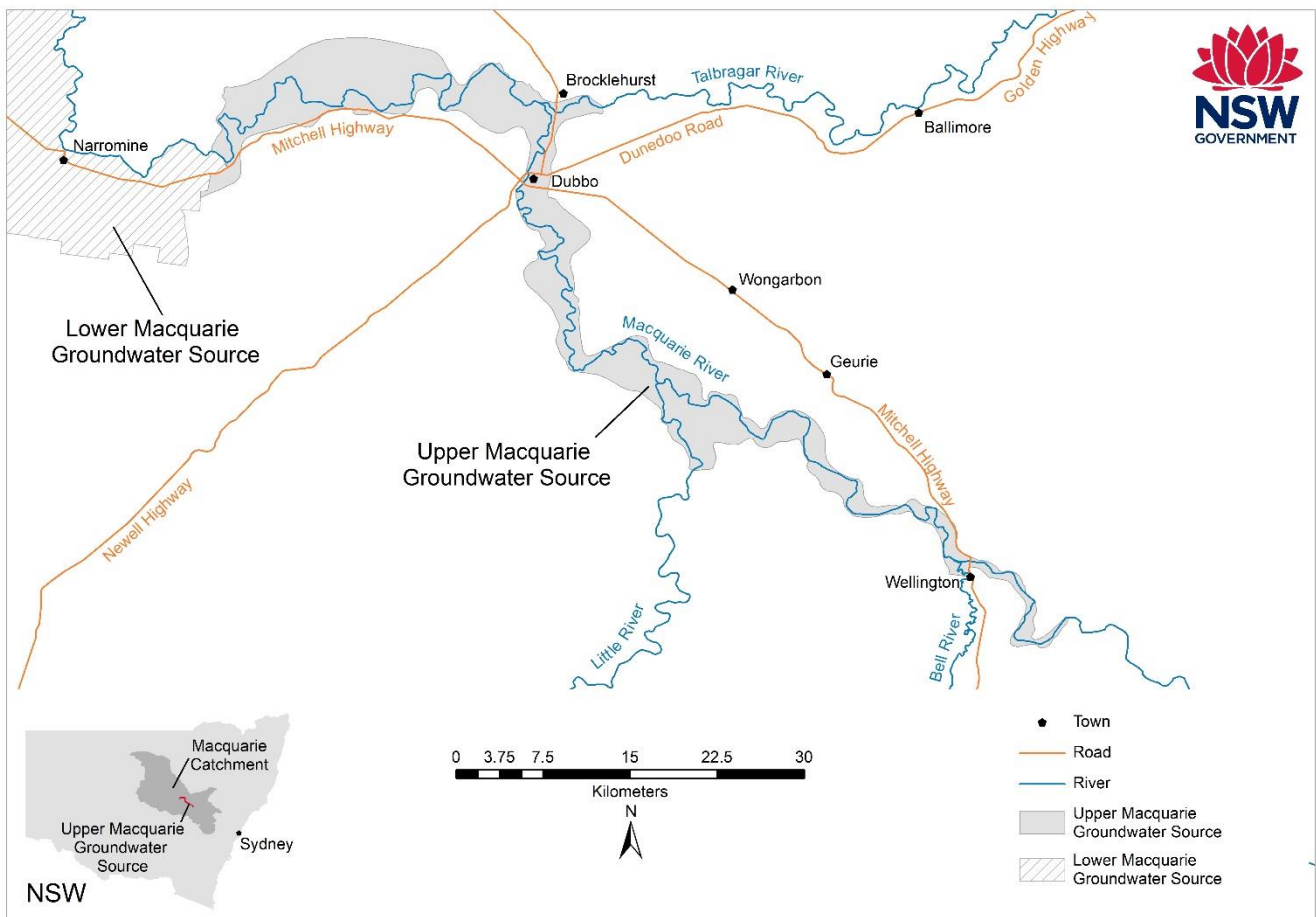 Brocklehurst
Talbragar River
Golden Highway
NSW
GOVERNMENT
Ballimore
Narromine
Mitchell Highway
Dunedoo Road
Dubbo
Wongarbon
Lower Macquarie
Groundwater Source
Macquarie River
Geurie
Upper Macquarie
Groundwater Source
Mitchell Highway
Newell Highway
Wellington
Little River
Bell River
Macquarie
Catchment
Upper Macquarie
Groundwater
Source
Sydney
NSW
0 3.75 7.5 15 22.5 30
Kilometers
N
Town
Road
River
Upper Macquarie
Groundwater Source
Lower Macquarie
Groundwater Source